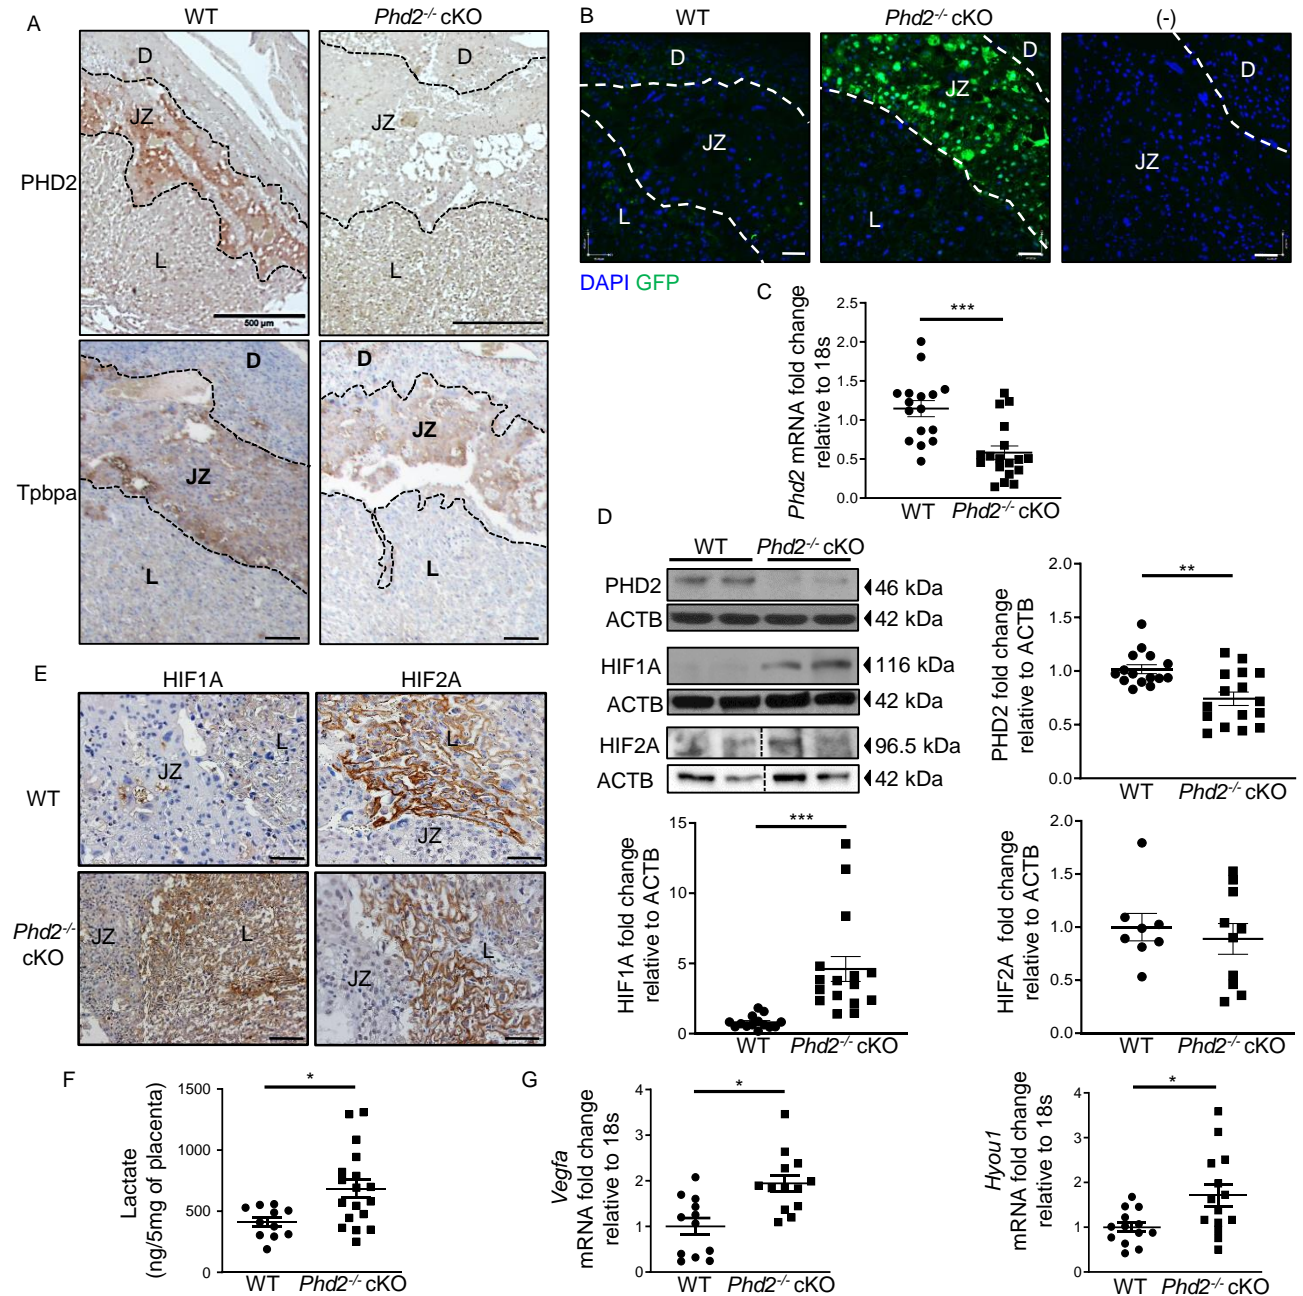 A
WT
Phd2-/- cKO
PHD2
D
JZ
L
500 µm
D
JZ
L
Tpbpa
D
JZ
L
D
JZ
L
B
WT
Phd2-/- cKO
(-)
D
JZ
L
D
JZ
L
D
JZ
DAPI GFP
C
Phd2 mRNA fold change
relative to 18s
2.5
2.0
1.5
1.0
0.5
0.0
***
WT
Phd2-/- cKO
D
WT
Phd2-/- cKO
PHD2
46 kDa
ACTB
42 kDa
HIF1A
116 kDa
ACTB
42 kDa
HIF2A
96.5 kDa
ACTB
42 kDa
PHD2 fold change
relative to ACTB
2.0
1.5
1.0
0.5
0.0
**
WT
Phd2-/- cKO
HIF1A fold change
relative to ACTB
15
10
5
0
***
WT
Phd2-/- cKO
HIF2A fold change
relative to ACTB
2.0
1.5
1.0
0.5
0.0
WT
Phd2-/- cKO
E
HIF1A
HIF2A
WT
JZ
L
L
JZ
Phd2-/-
cKO
JZ
L
JZ
L
F
Lactate
(ng/5mg of placenta)
1500
1000
500
0
*
WT
Phd2-/- cKO
G
Vegfa
mRNA fold change
relative to 18s
4
3
2
1
0
*
WT
Phd2-/- cKO
Hyou1
mRNA fold change
relative to 18s
4
3
2
1
0
*
WT
Phd2-/- cKO